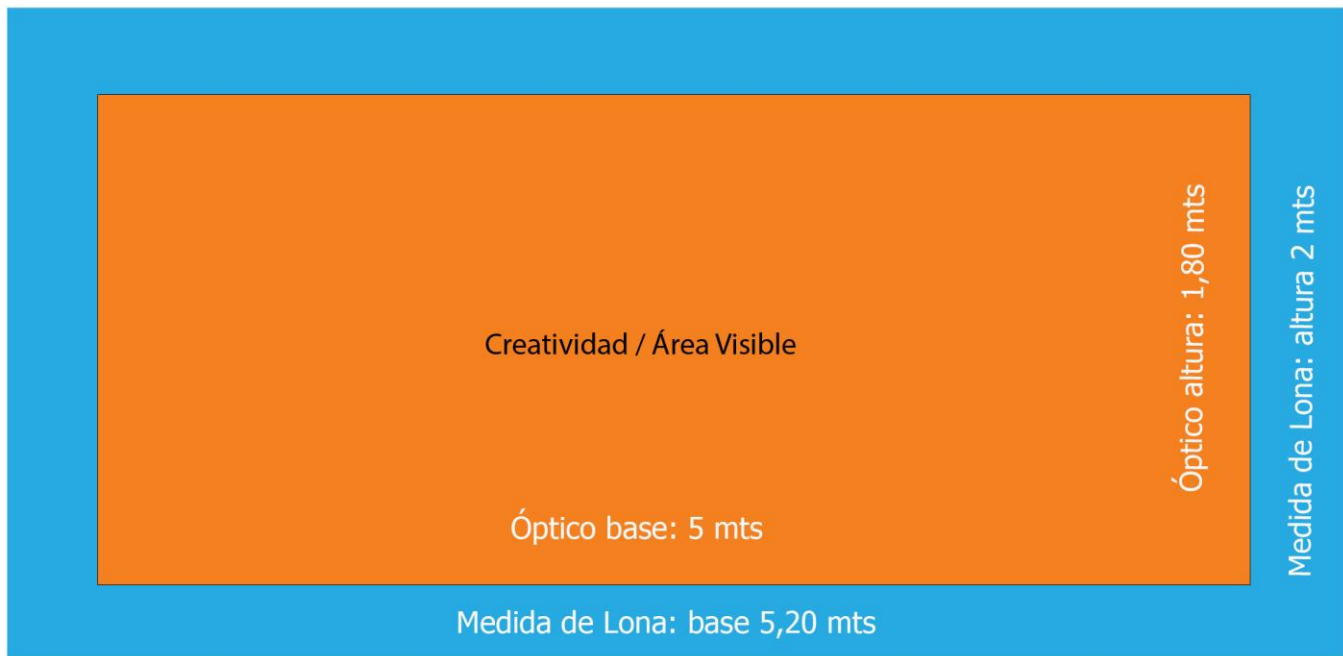 Creatividad / Área Visible
Óptico base: 5 mts
Óptico altura: 1,80 mts
Medida de Lona: altura 2 mts
Medida de Lona: base 5,20 mts